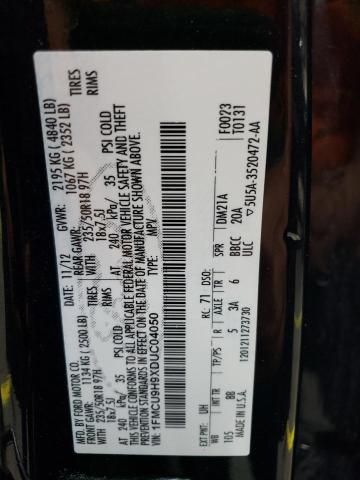 MFD. BY FORD MOTOR CO. 11/12 GVWR: 2195 KG ( 4840 LB)
FRONT GAWR: 1134 KG ( 2500 LB) REAR GAWR: 1067 KG ( 2352 LB)
WITH 235/50R18 97H WITH 235/50R18 97H TIRES
18x7.5J 18x7.5J RIMS
AT 240 kPa/ 35 PSI COLD AT 240 kPa/ 35 PSI COLD
THIS VEHICLE CONFORMS TO ALL APPLICABLE FEDERAL MOTOR VEHICLE SAFETY AND THEFT
PREVENTION STANDARDS IN EFFECT ON THE DATE OF MANUFACTURE SHOWN ABOVE.
VIN: 1FMCU9H9XDUC04050
TYPE: MPV
EXT PNT: UH RC: 71 DSO: F0023
WB BRK INT TR TP/PS R AXLE TR SPR DM21A T0131
105 BB 5 3A 6 BBCC 20A
MADE IN U.S.A. 1201211273730 ULC ▽5U5A-3520472-AA
TIRES
RIMS